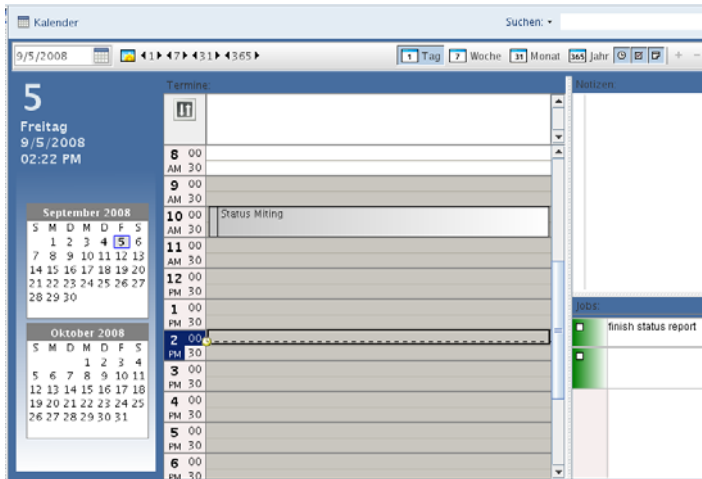 Kalender
Suchen:
9/5/2008 1 7 31 365 1 Tag 7 Woche 31 Monat 365 Jahr + -
5
Freitag
9/5/2008
02:22 PM
September 2008
S M D M D F S
1 2 3 4 5 6
7 8 9 10 11 12 13
14 15 16 17 18 19 20
21 22 23 24 25 26 27
28 29 30
Oktober 2008
S M D M D F S
1 2 3 4
5 6 7 8 9 10 11
12 13 14 15 16 17 18
19 20 21 22 23 24 25
26 27 28 29 30 31
Termine:
8 00
AM 30
9 00
AM 30
10 00
AM 30
Status Miting
11 00
AM 30
12 00
PM 30
1 00
PM 30
2 00
PM 30
3 00
PM 30
4 00
PM 30
5 00
PM 30
6 00
PM 30
Notizen
Jobs:
finish status report